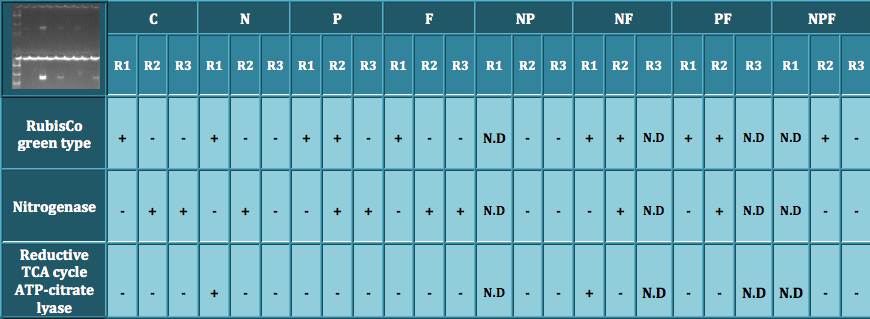 C N P F NP NF PF NPF
R1 R2 R3 R1 R2 R3 R1 R2 R3 R1 R2 R3 R1 R2 R3 R1 R2 R3 R1 R2 R3 R1 R2 R3
RubisCo
green type
+ - - + - - + + - + - - N.D - - + + N.D + + N.D N.D + -
Nitrogenase
- + + - + - - + + - + + N.D - - - + N.D - + N.D N.D - -
Reductive
TCA cycle
ATP-citrate
lyase
- - - + - - - - - - - - N.D - - + - N.D - - N.D N.D - -